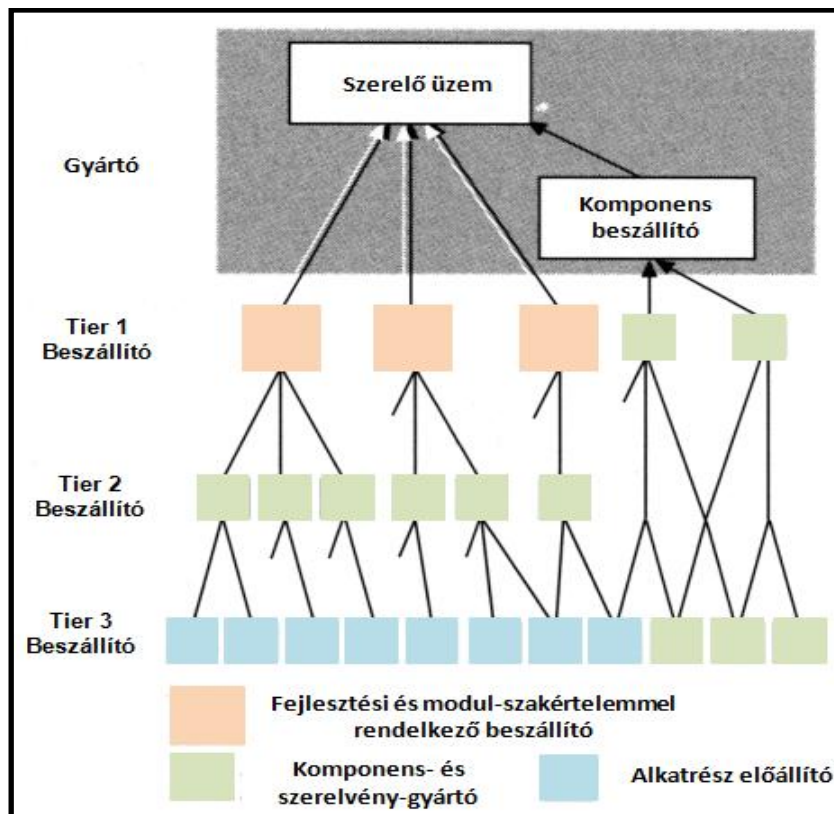 Szerelő üzem
Gyártó
Komponens
beszállító
Tier 1
Beszállító
Tier 2
Beszállító
Tier 3
Beszállító
Fejlesztési és modul-szakértelemmel
rendelkező beszállító
Komponens- és
szerelvény-gyártó
Alkatrész előállító